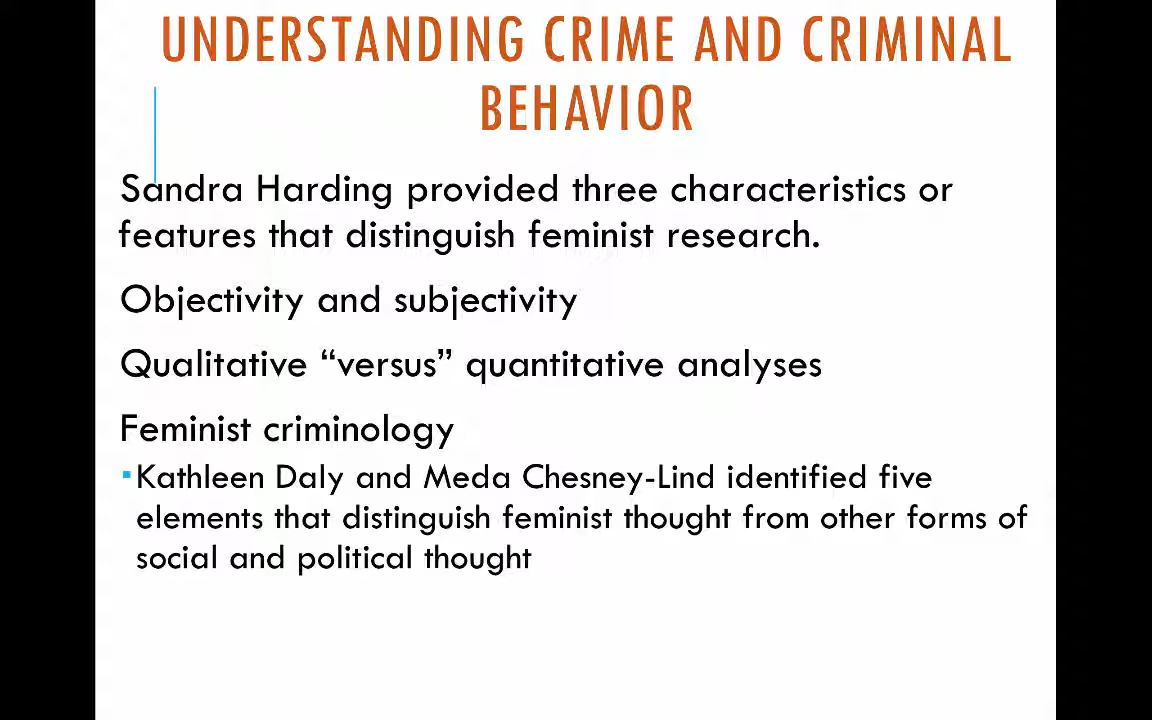 UNDERSTANDING CRIME AND CRIMINAL
BEHAVIOR
Sandra Harding provided three characteristics or
features that distinguish feminist research.
Objectivity and subjectivity
Qualitative “versus” quantitative analyses
Feminist criminology
▪Kathleen Daly and Meda Chesney-Lind identified five
elements that distinguish feminist thought from other forms of
social and political thought